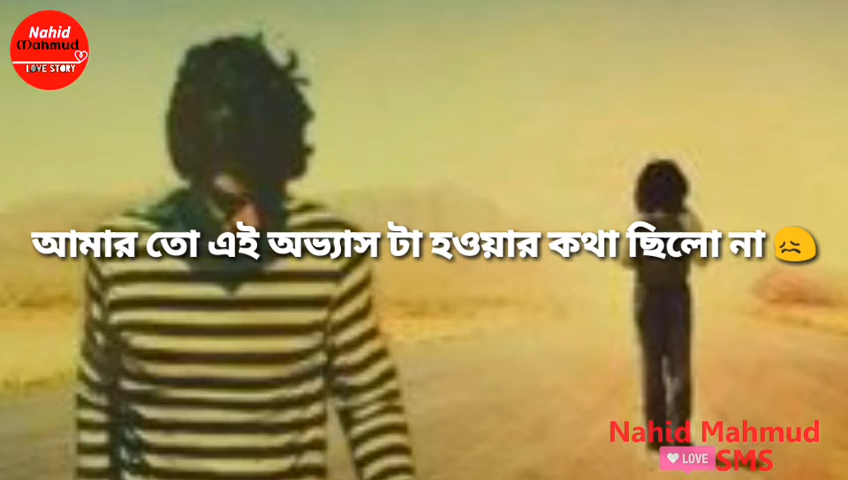 Nahid
Mahmud
LOVE STORY
আমার তো এই অভ্যাস টা হওয়ার কথা ছিলো না 😖
Nahid Mahmud
LOVE SMS